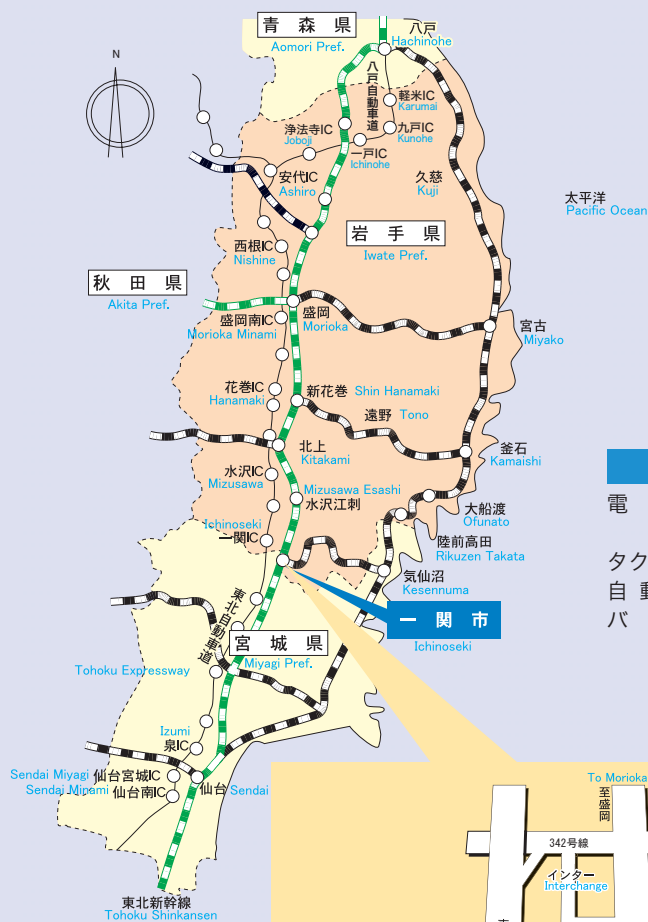 青森県
Aomori Pref.
八戸
Hachinohe
N
八戸自動車道
軽米IC
Karumai
浄法寺IC
Joboji
九戸IC
Kunohe
一戸IC
Ichinohe
安代IC
Ashiro
久慈
Kuji
太平洋
Pacific Ocean
岩手県
Iwate Pref.
西根IC
Nishine
秋田県
Akita Pref.
盛岡
Morioka
盛岡南IC
Morioka Minami
宮古
Miyako
花巻IC
Hanamaki
新花巻 Shin Hanamaki
遠野 Tono
北上
Kitakami
釜石
Kamaishi
水沢IC
Mizusawa
Mizusawa Esashi
水沢江刺
大船渡
Ofunato
電
Ichinoseki
一関IC
陸前高田
Rikuzen Takata
タク
気仙沼
Kesennuma
自動
バ
一関市
Ichinoseki
東北自動車道
宮城県
Miyagi Pref.
Tohoku Expressway
Izumi
泉IC
Sendai Miyagi 仙台宮城IC
Sendai Minami 仙台南IC
仙台 Sendai
To Morioka
至盛岡
342号線
インター
Interchange
東北新幹線
Tohoku Shinkansen